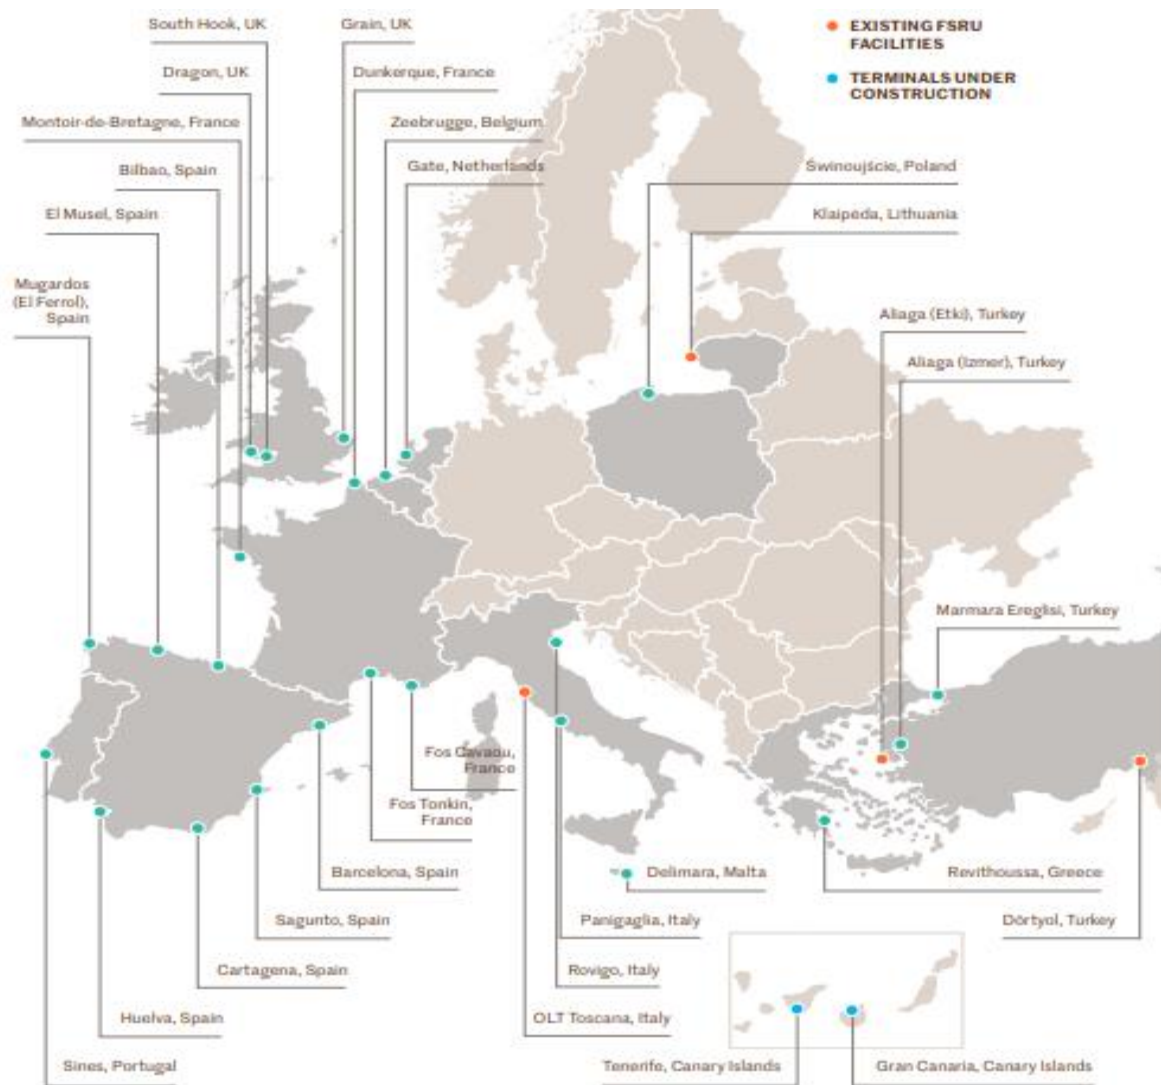 South Hook, UK
Grain, UK
EXISTING FSRU
FACILITIES
Dragon, UK
Dunkerque, France
TERMINALS UNDER
CONSTRUCTION
Montoir-de-Bretagne, France
Zeebrugge, Belgium
Bilbao, Spain
Gate, Netherlands
Świnoujście, Poland
El Musel, Spain
Klaipėda, Lithuania
Mugardos
(El Ferrol),
Spain
Aliaga (Etki), Turkey
Aliaga (Izmer), Turkey
Marmara Ereglisi, Turkey
Fos Cavaou,
France
Fos Tonkin,
France
Barcelona, Spain
Delimara, Malta
Revithoussa, Greece
Sagunto, Spain
Panigaglia, Italy
Dörtyol, Turkey
Cartagena, Spain
Rovigo, Italy
Huelva, Spain
OLT Toscana, Italy
Sines, Portugal
Tenerife, Canary Islands
Gran Canaria, Canary Islands